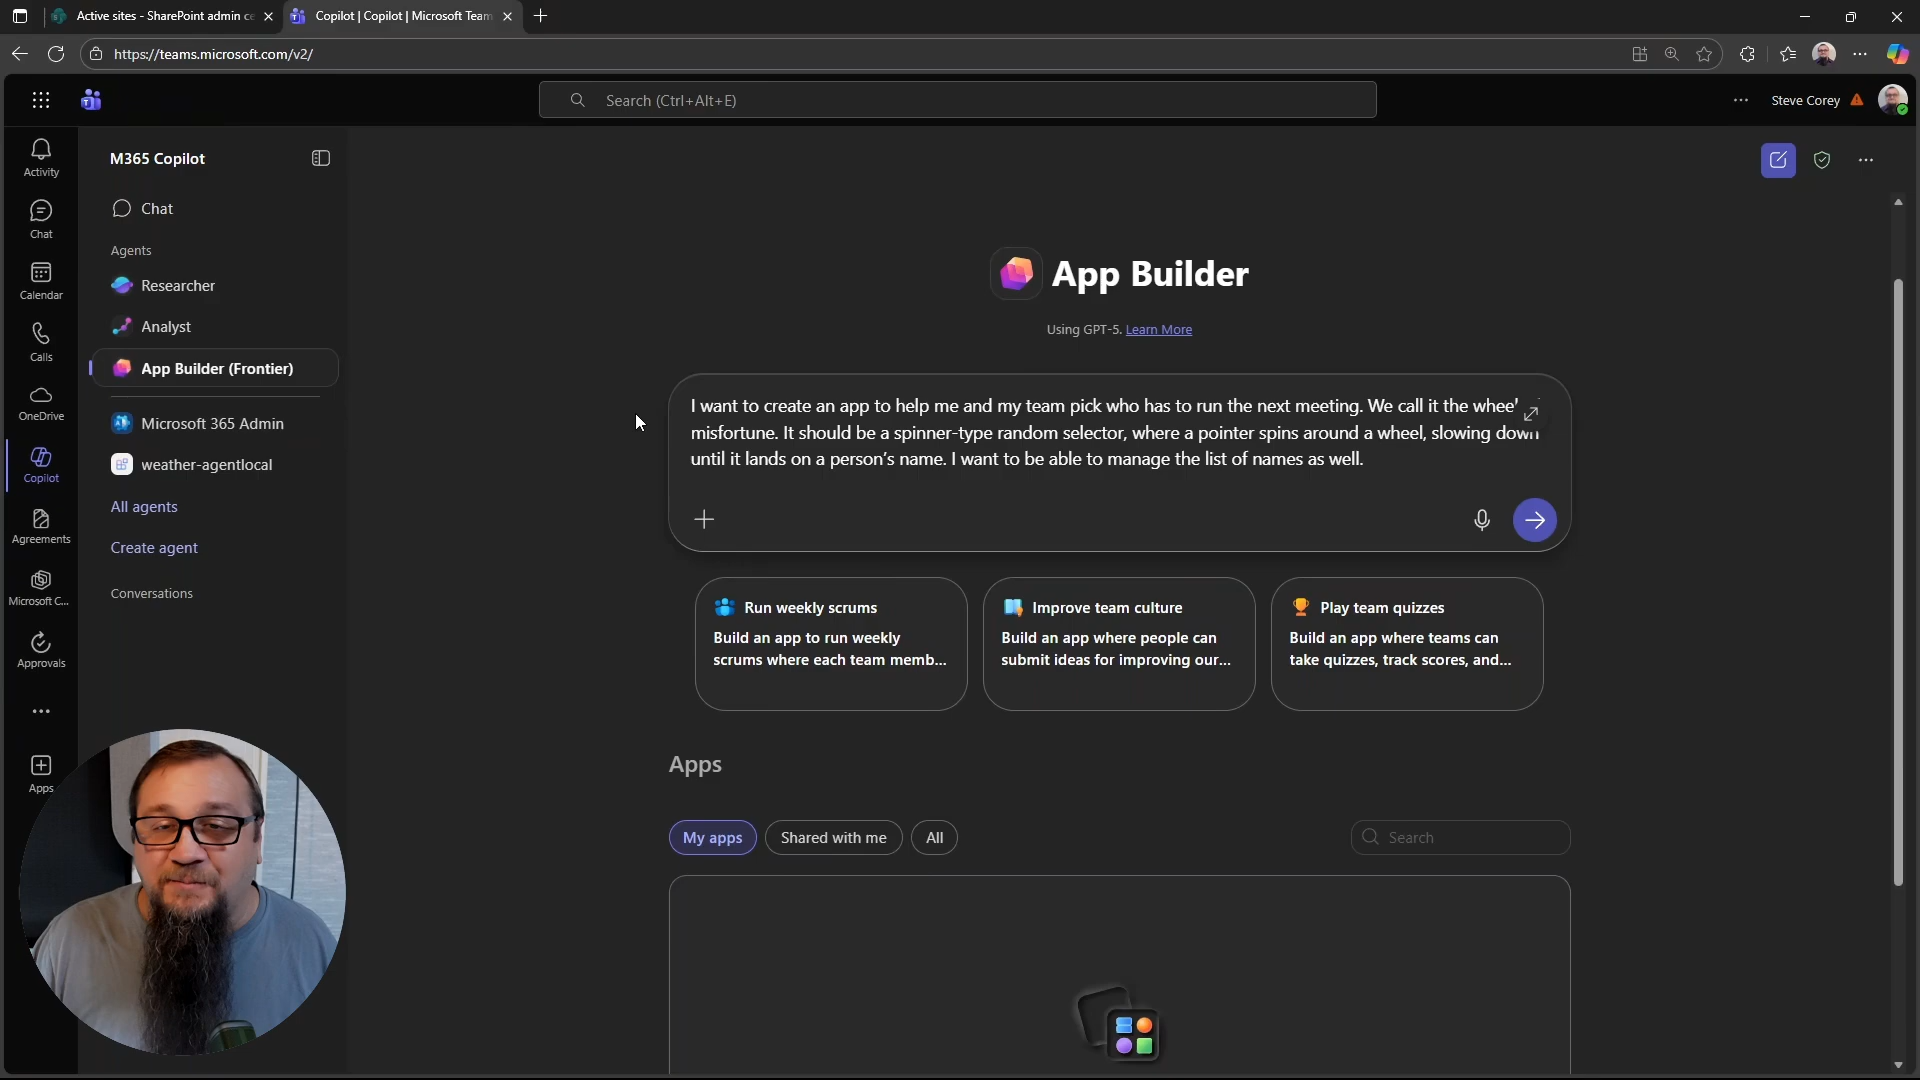 Active sites - SharePoint admin ce
Copilot | Copilot | Microsoft Team
https://teams.microsoft.com/v2/
Search (Ctrl+Alt+E)
Steve Corey
Activity
Chat
Calendar
Calls
OneDrive
Copilot
Agreements
Microsoft C...
Approvals
Apps
M365 Copilot
Chat
Agents
Researcher
Analyst
App Builder (Frontier)
Microsoft 365 Admin
weather-agentlocal
All agents
Create agent
Conversations
App Builder
Using GPT-5. Learn More
I want to create an app to help me and my team pick who has to run the next meeting. We call it the
misfortune. It should be a spinner-type random selector, where a pointer spins around a wheel, slowing down
until it lands on a person's name. I want to be able to manage the list of names as well.
Run weekly scrums
Build an app to run weekly
scrums where each team memb...
Improve team culture
Build an app where people can
submit ideas for improving our...
Play team quizzes
Build an app where teams can
take quizzes, track scores, and...
Apps
My apps
Shared with me
All
Search